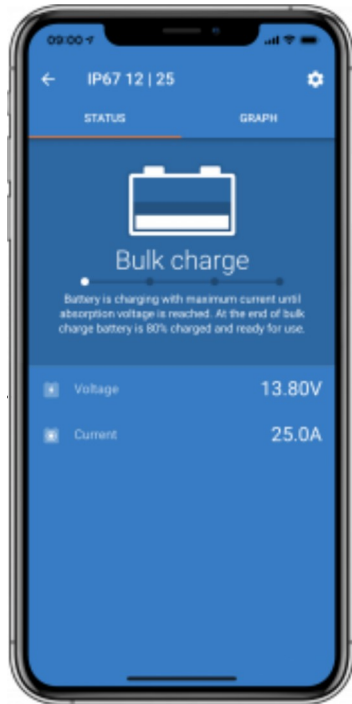 09:00
IP67 12 | 25
STATUS GRAPH
Bulk charge
Battery is charging with maximum current until
absorption voltage is reached. At the end of bulk
charge battery is 80% charged and ready for use.
Voltage 13.80V
Current 25.0A